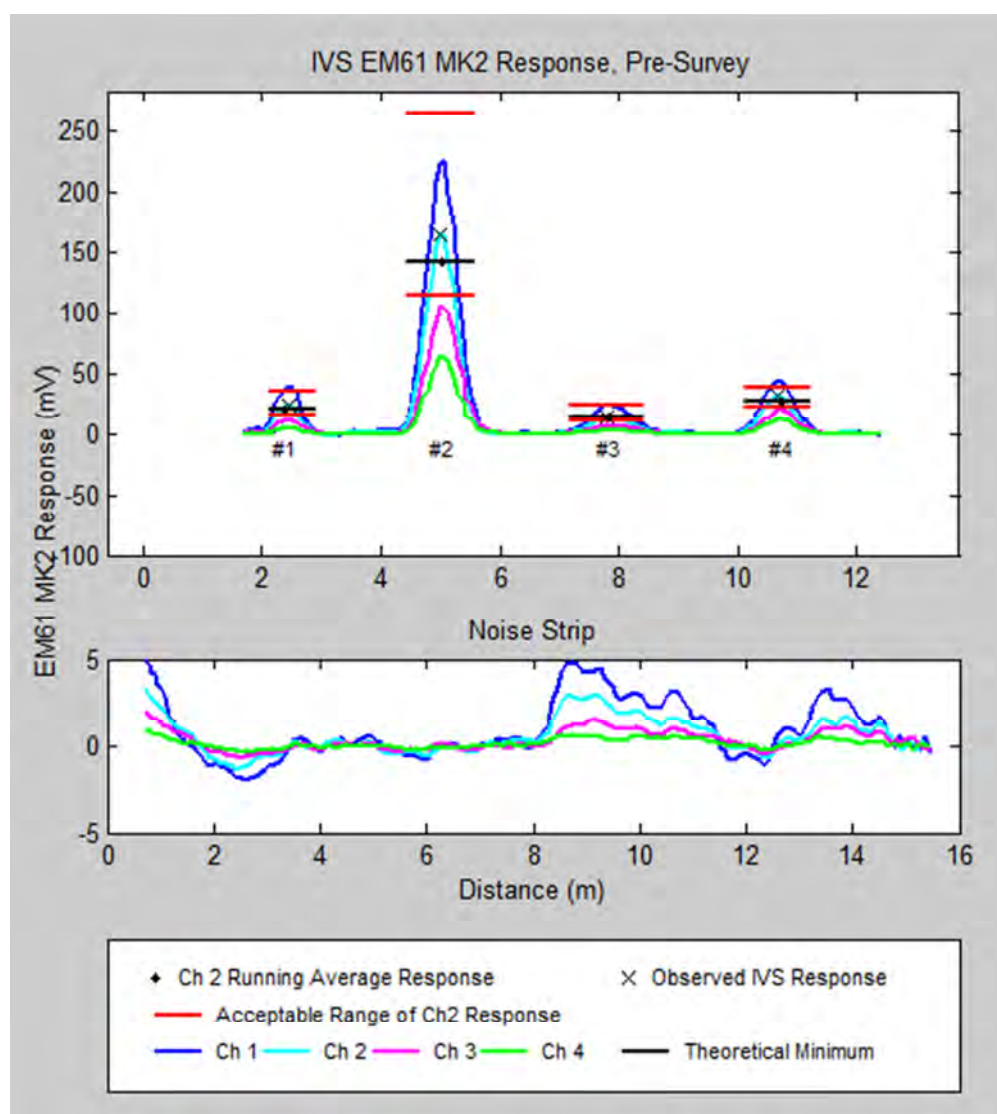 IVS EM61 MK2 Response, Pre-Survey
250
200
150
100
50
0
-50
-100
#1 #2 #3 #4
0 2 4 6 8 10 12
EM61 MK2 Response (mV)
Noise Strip
5
0
-5
0 2 4 6 8 10 12 14 16
Distance (m)
Ch 2 Running Average Response Observed IVS Response
Acceptable Range of Ch2 Response
Ch 1 Ch 2 Ch 3 Ch 4 Theoretical Minimum